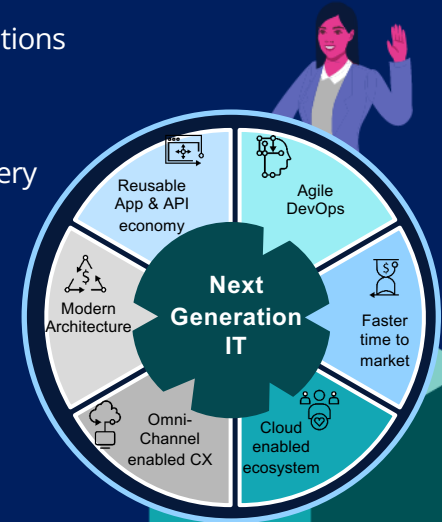 tions
ery
Reusable
App & API
economy
Agile
DevOps
Next
Generation
IT
Modern
Architecture
Faster
time to
market
Omni-
Channel
enabled CX
Cloud
enabled
ecosystem